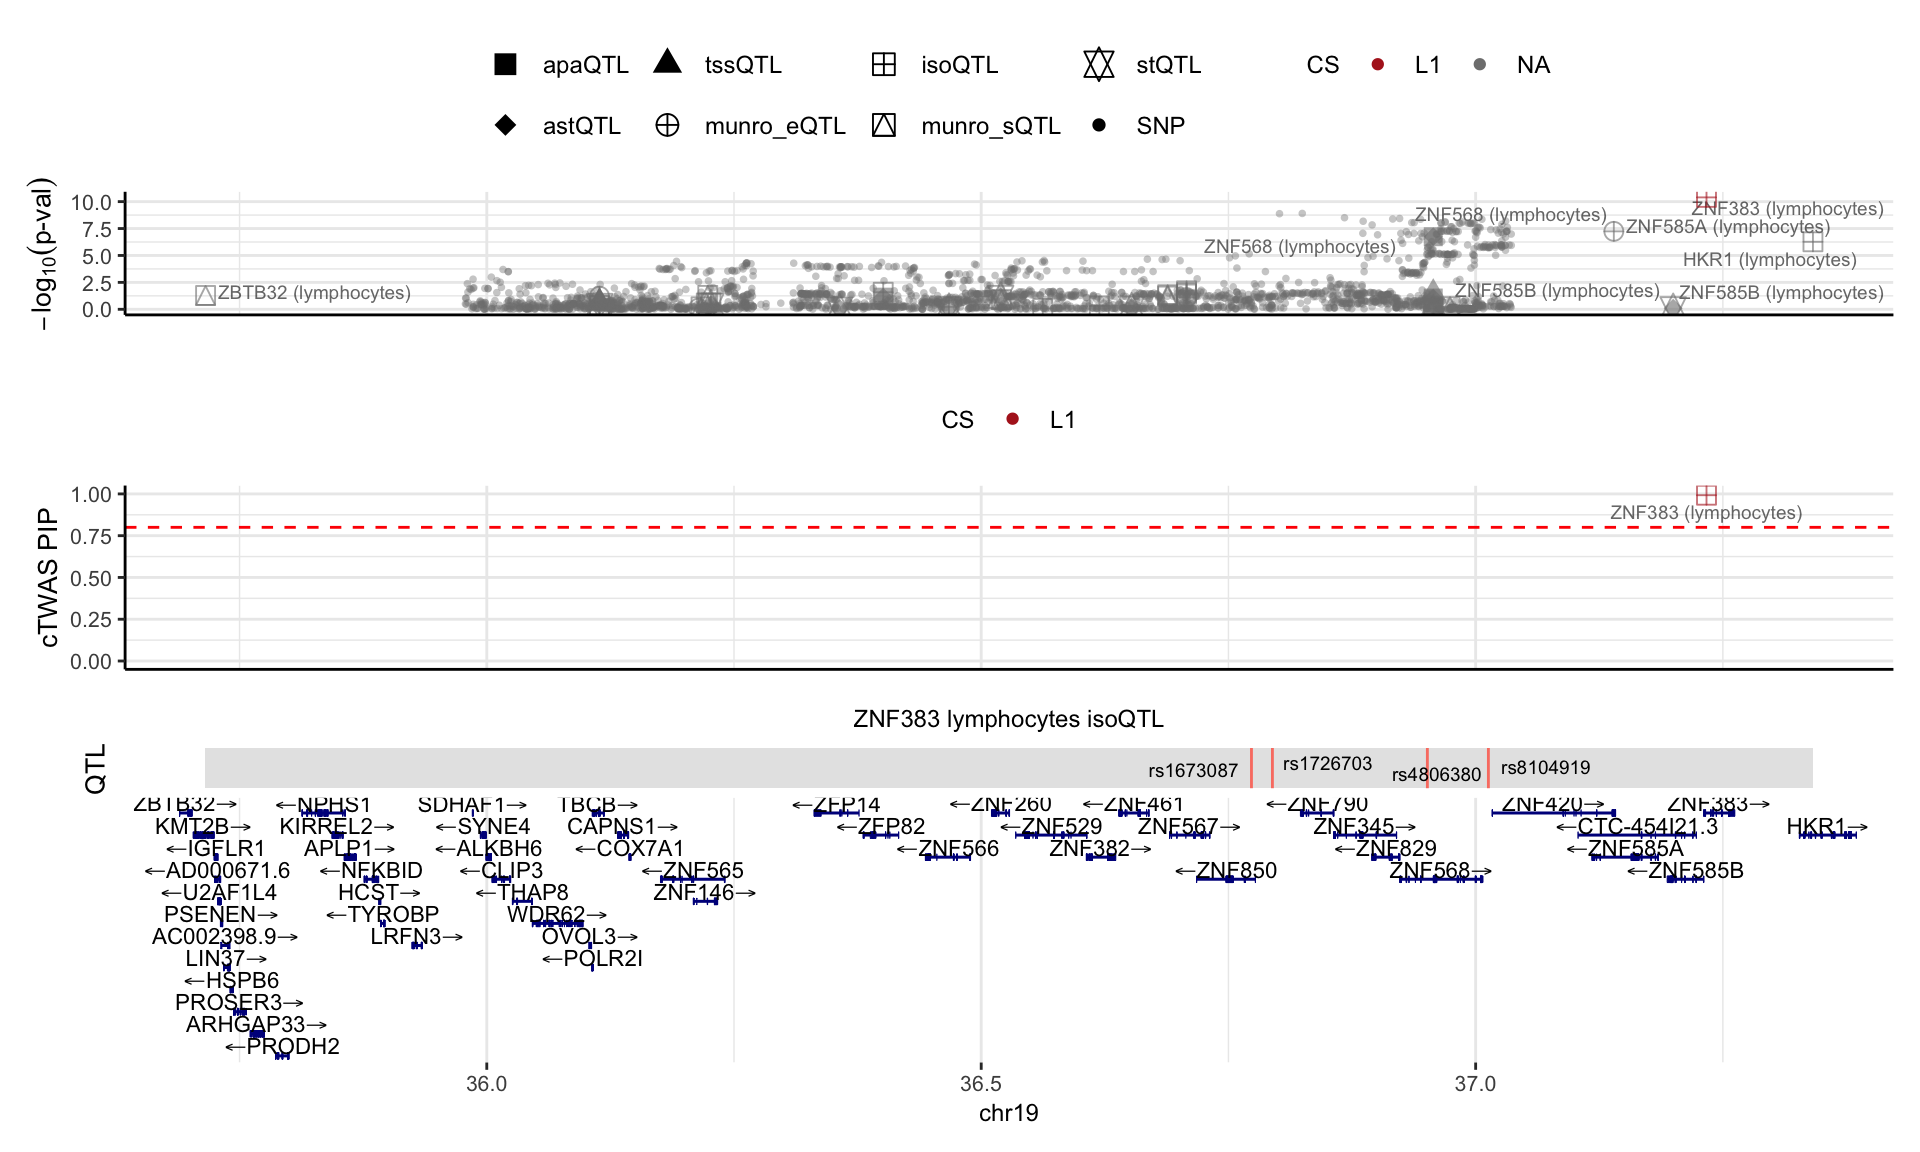 apaQTL tssQTL isoQTL stQTL CS L1 NA
astQTL munro_eQTL munro_sQTL SNP
−log10(p-val)
10.0
7.5
5.0
2.5
0.0
ZNF383 (lymphocytes)
ZNF568 (lymphocytes)
ZNF585A (lymphocytes)
ZNF568 (lymphocytes)
HKR1 (lymphocytes)
ZBTB32 (lymphocytes)
ZNF585B (lymphocytes)
ZNF585B (lymphocytes)
CS L1
cTWAS PIP
1.00
0.75
0.50
0.25
0.00
ZNF383 (lymphocytes)
ZNF383 lymphocytes isoQTL
QTL
rs1673087 rs1726703 rs4806380 rs8104919
ZBTB32→ ←NPHS1 SDHAF1→ TBCB→ ←ZFP14 ←ZNF260 ←ZNF461 ←ZNF790 ZNF420→ ZNF383→
KMT2B→ KIRREL2→ ←SYNE4 CAPNS1→ ←ZFP82 ←ZNF529 ZNF567→ ZNF345→ ←CTC-454I21.3 HKR1→
←IGFLR1 APLP1→ ←ALKBH6 ←COX7A1 ←ZNF566 ZNF382→ ←ZNF829 ←ZNF585A
←AD000671.6 ←NFKBID ←CLIP3 ←ZNF565 ←ZNF850 ZNF568→ ←ZNF585B
←U2AF1L4 HCST→ ←THAP8 ZNF146→
PSENEN→ ←TYROBP WDR62→
AC002398.9→ LRFN3→ OVOL3→
LIN37→ ←POLR2I
←HSPB6
PROSER3→
ARHGAP33→
←PRODH2
36.0 36.5 37.0
chr19